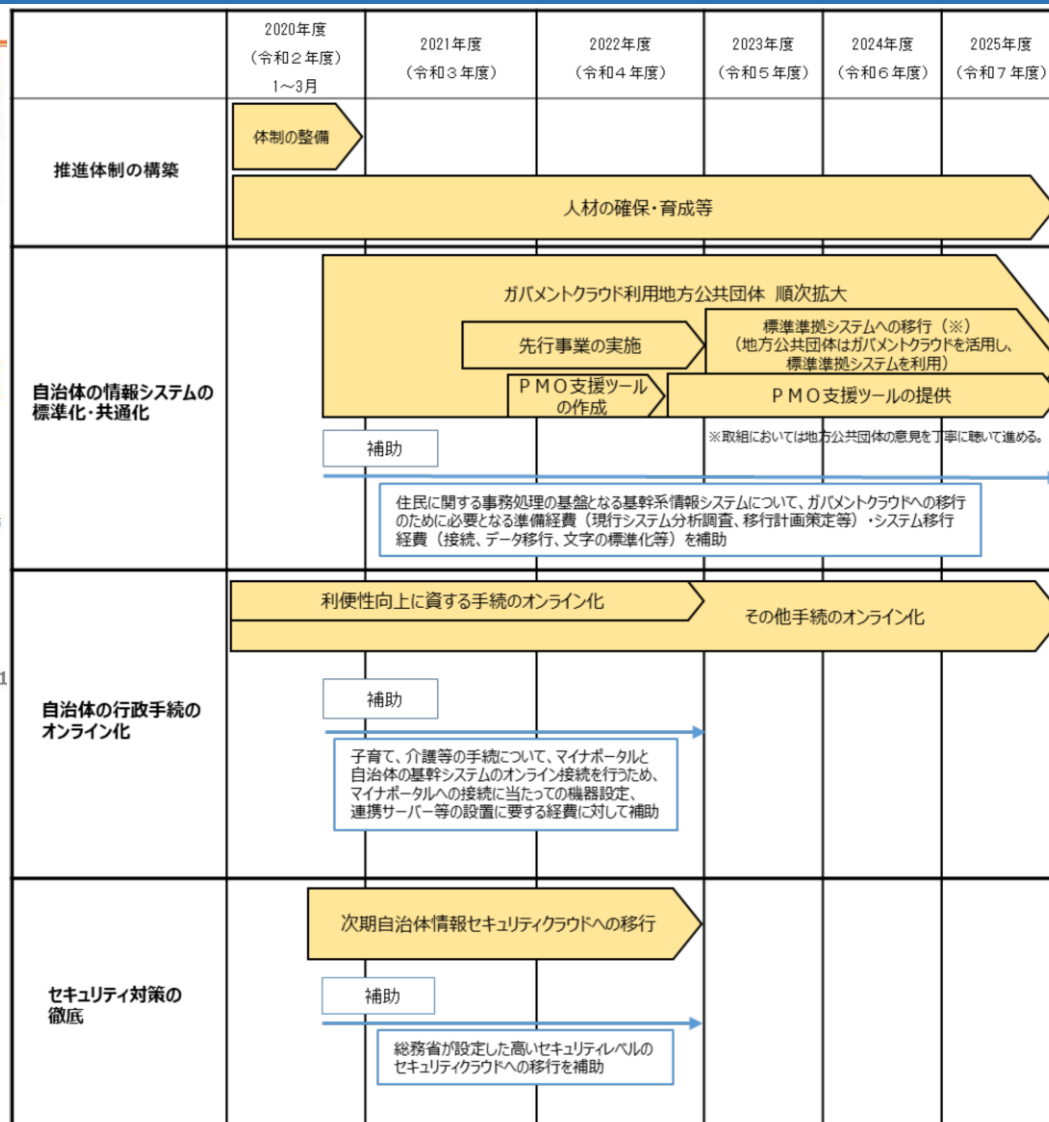 2020年度
（令和２年度）
1～3月
2021年度
（令和３年度）
2022年度
（令和４年度）
2023年度
（令和５年度）
2024年度
（令和６年度）
2025年度
（令和７年度）
推進体制の構築
体制の整備
人材の確保・育成等
自治体の情報システムの
標準化・共通化
ガバメントクラウド利用地方公共団体 順次拡大
先行事業の実施
標準準拠システムへの移行（※）
（地方公共団体はガバメントクラウドを活用し、
標準準拠システムを利用）
ＰＭＯ支援ツール
の作成
ＰＭＯ支援ツールの提供
※取組においては地方公共団体の意見を丁寧に聴いて進める。
補助
住民に関する事務処理の基盤となる基幹系情報システムについて、ガバメントクラウドへの移行
のために必要となる準備経費（現行システム分析調査、移行計画策定等）・システム移行
経費（接続、データ移行、文字の標準化等）を補助
自治体の行政手続の
オンライン化
利便性向上に資する手続のオンライン化
その他手続のオンライン化
補助
子育て、介護等の手続について、マイナポータルと
自治体の基幹システムのオンライン接続を行うため、
マイナポータルへの接続に当たっての機器設定、
連携サーバー等の設置に要する経費に対して補助
1
セキュリティ対策の
徹底
次期自治体情報セキュリティクラウドへの移行
補助
総務省が設定した高いセキュリティレベルの
セキュリティクラウドへの移行を補助